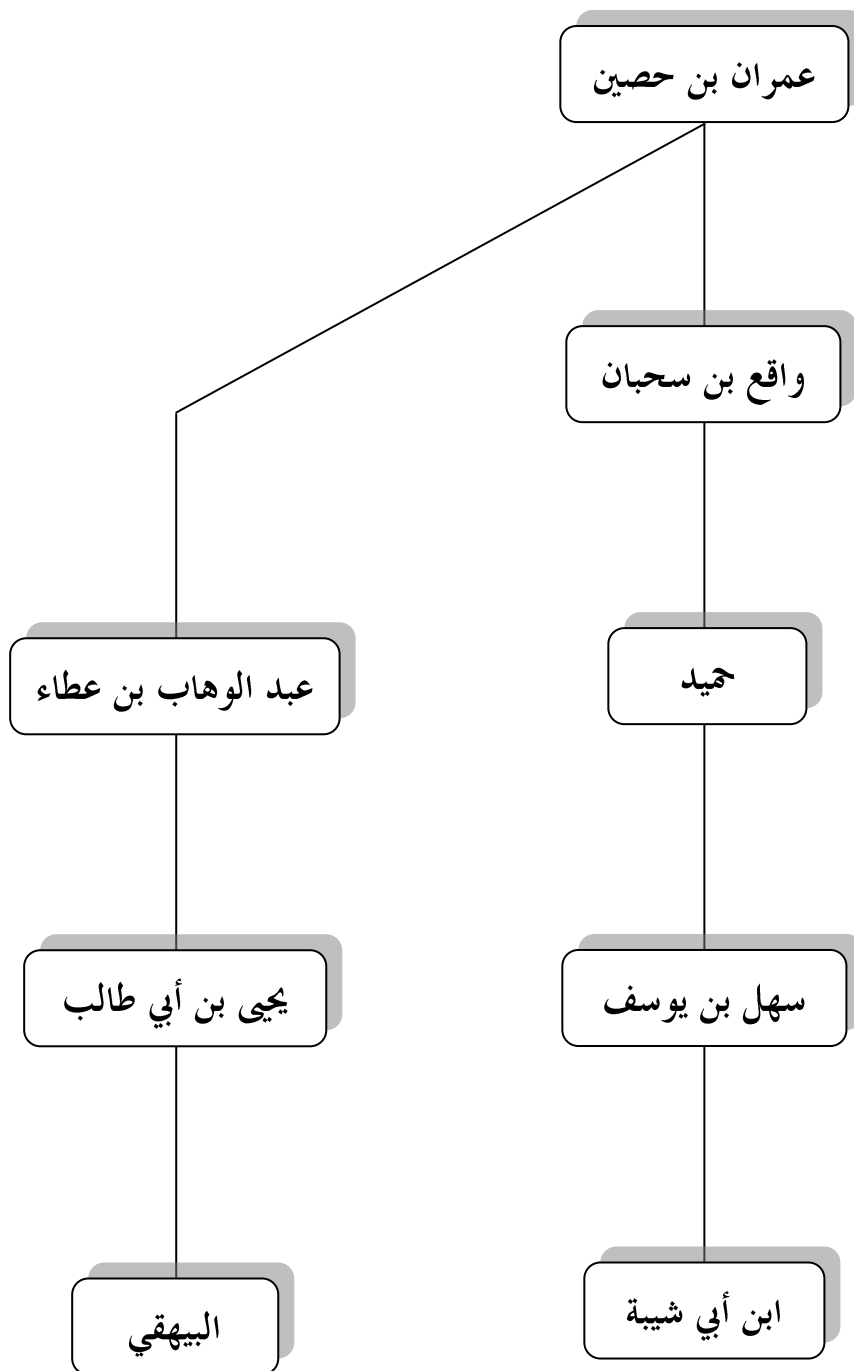 عمران بن حصين
واقع بن سحبان
عبد الوهاب بن عطاء
حميد
يحيى بن أبي طالب
سهل بن يوسف
البيهقي
ابن أبي شيبة